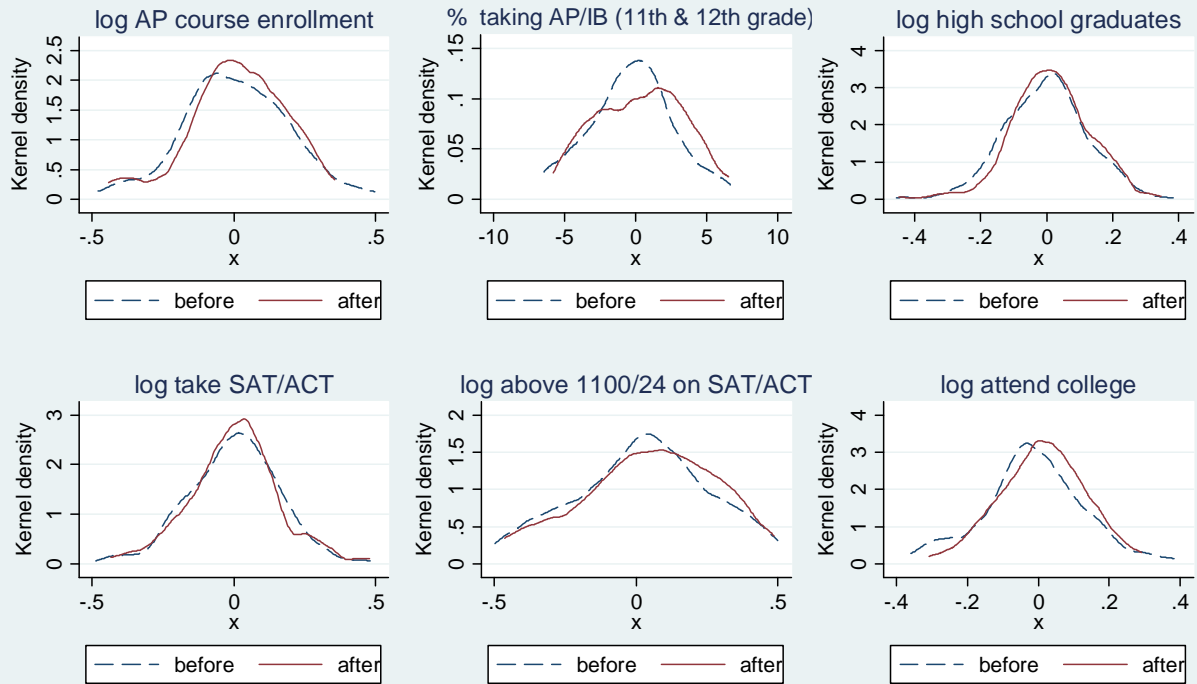 log AP course enrollment
Kernel density
0 .5 1 1.5 2 2.5
-.5 0 .5
x
before after
% taking AP/IB (11th & 12th grade)
Kernel density
0 .05 .1 .15
-10 -5 0 5 10
x
before after
log high school graduates
Kernel density
0 1 2 3 4
-.4 -.2 0 .2 .4
x
before after
log take SAT/ACT
Kernel density
0 1 2 3
-.5 0 .5
x
before after
log above 1100/24 on SAT/ACT
Kernel density
0 .5 1 1.5 2
-.5 0 .5
x
before after
log attend college
Kernel density
0 1 2 3 4
-.4 -.2 0 .2 .4
x
before after